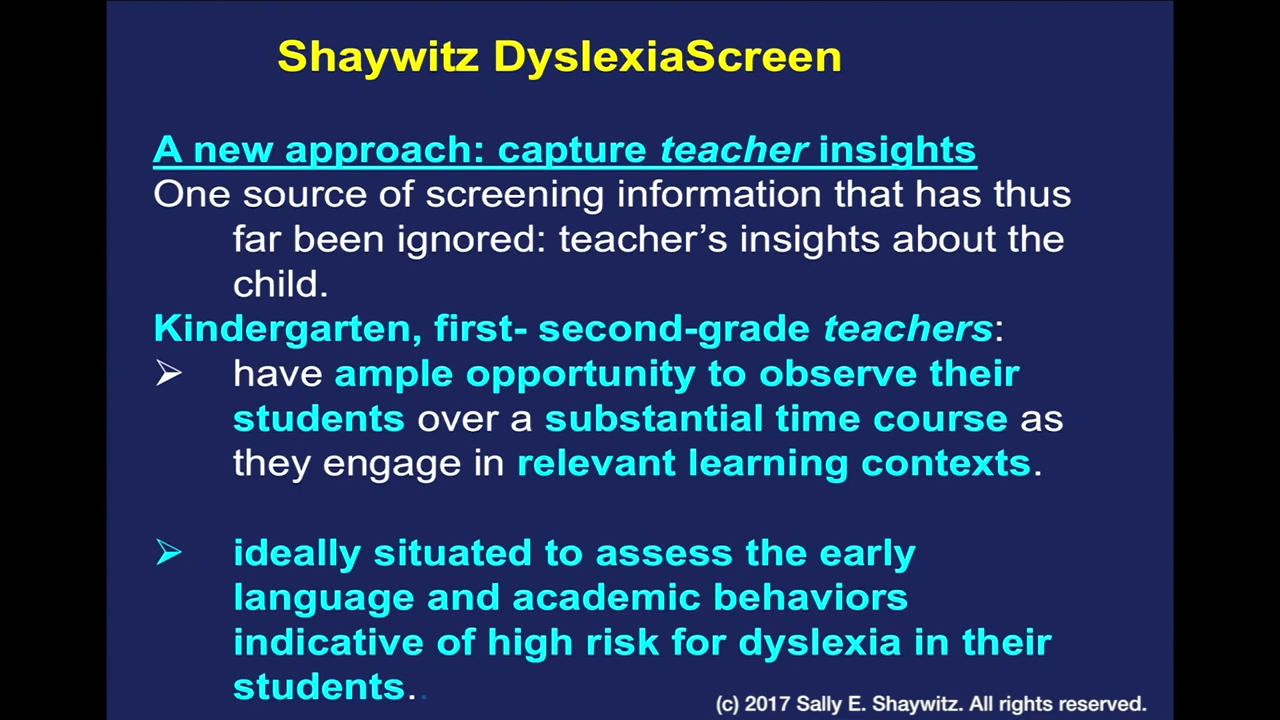 Shaywitz DyslexiaScreen
A new approach: capture teacher insights
One source of screening information that has thus
far been ignored: teacher’s insights about the
child.
Kindergarten, first- second-grade teachers:
➢ have ample opportunity to observe their
students over a substantial time course as
they engage in relevant learning contexts.
➢ ideally situated to assess the early
language and academic behaviors
indicative of high risk for dyslexia in their
students..
(c) 2017 Sally E. Shaywitz. All rights reserved.